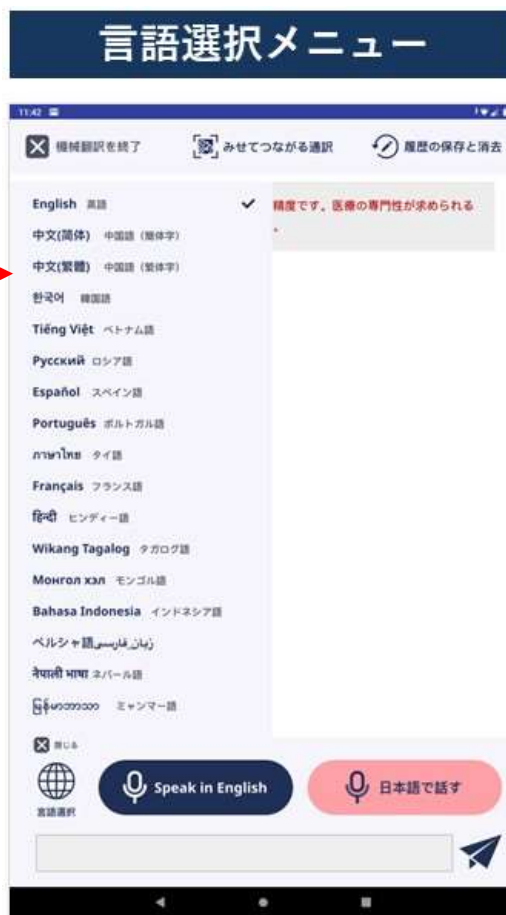 言語選択メニュー
11:42
機械翻訳を終了 みせてつながる通訳 履歴の保存と消去
English 英語
精度です。医療の専門性が求められる
中文(简体) 中国語（簡体字）
。
中文(繁體) 中国語（繁体字）
한국어 韓国語
Tiếng Việt ベトナム語
Русский ロシア語
Español スペイン語
Português ポルトガル語
ภาษาไทย タイ語
Français フランス語
हिन्दी ヒンディー語
Wikang Tagalog タガログ語
Монгол хэл モンゴル語
Bahasa Indonesia インドネシア語
ペルシャ語 زبان فارسی
नेपाली भाषा ネパール語
မြန်မာဘာသာ ミャンマー語
閉じる
言語選択
Speak in English
日本語で話す